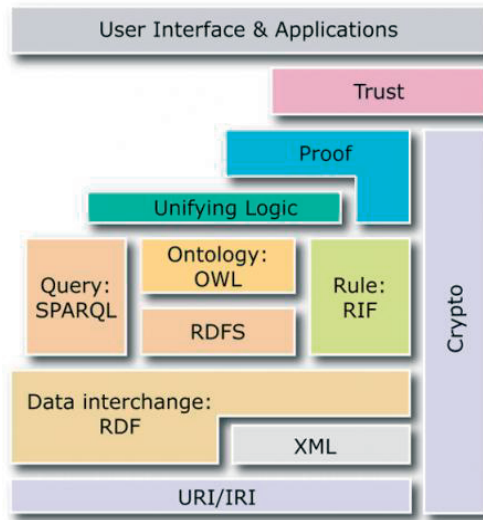 User Interface & Applications
Trust
Proof
Unifying Logic
Ontology:
OWL
Query:
SPARQL
Rule:
RIF
RDFS
Crypto
Data interchange:
RDF
XML
URI/IRI